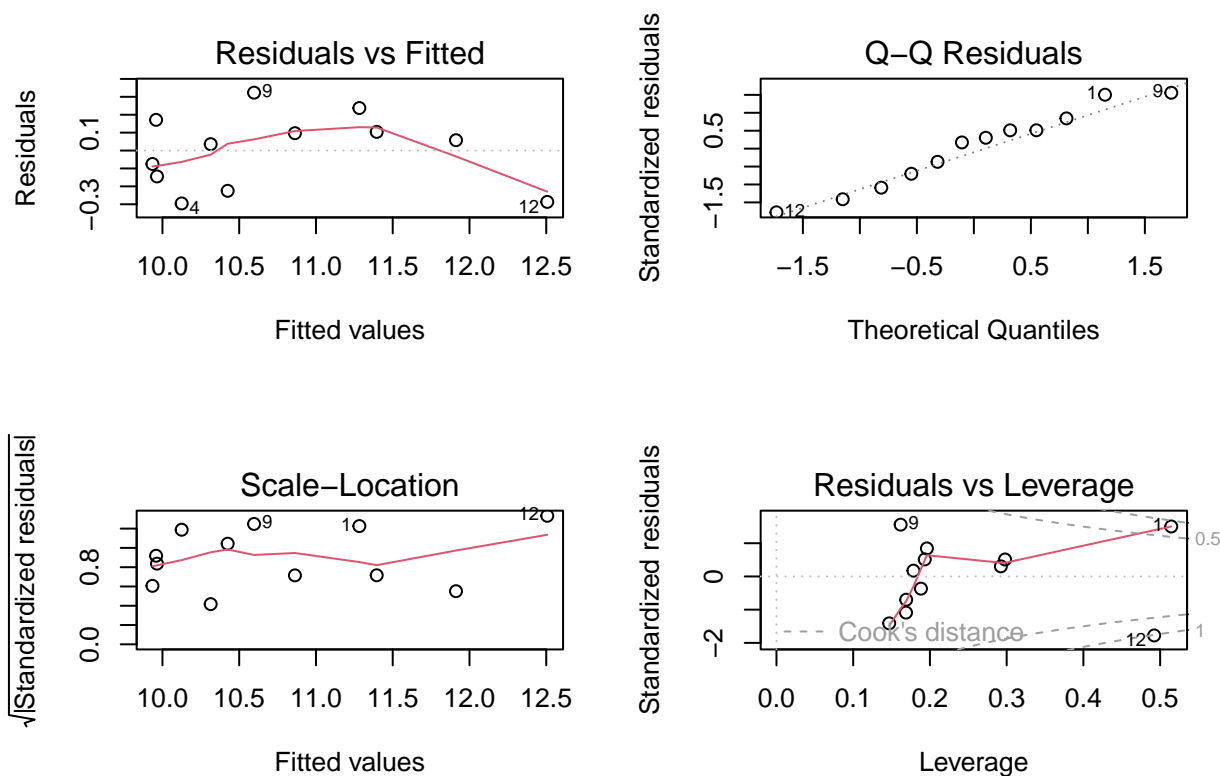 Residuals vs Fitted
Residuals
0.1
−0.3
9
4
12
10.0 10.5 11.0 11.5 12.0 12.5
Fitted values
Q−Q Residuals
Standardized residuals
0.5
−1.5
1
9
12
−1.5 −0.5 0.5 1.5
Theoretical Quantiles
Scale−Location
√|Standardized residuals|
0.8
0.0
9
1
12
10.0 10.5 11.0 11.5 12.0 12.5
Fitted values
Residuals vs Leverage
Standardized residuals
0
−2
9
1
0.5
1
12
Cook's distance
0.0 0.1 0.2 0.3 0.4 0.5
Leverage